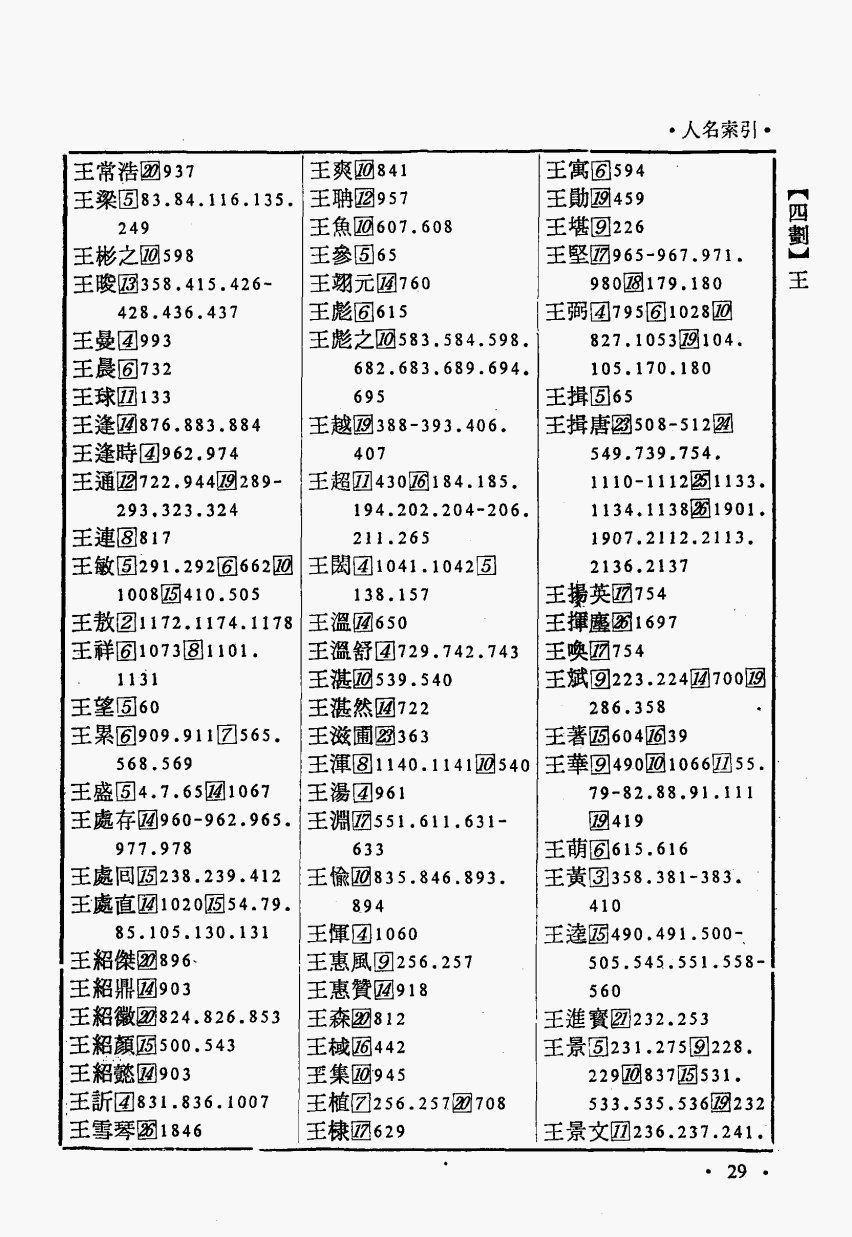 •人名索引•
【四劃】王
王常浩[20]937
王梁[5]83.84.116.135.
249
王彬之[10]598
王晙[13]358.415.426-
428.436.437
王曼[4]993
王晨[6]732
王球[11]133
王逢[14]876.883.884
王逢時[4]962.974
王通[12]722.944[19]289-
293.323.324
王連[8]817
王敏[5]291.292[6]662[10]
1008[15]410.505
王敖[2]1172.1174.1178
王祥[6]1073[8]1101.
1131
王望[5]60
王累[6]909.911[7]565.
568.569
王盛[5]4.7.65[14]1067
王處存[14]960-962.965.
977.978
王處回[15]238.239.412
王處直[14]1020[15]54.79.
85.105.130.131
王紹傑[20]896
王紹鼎[14]903
王紹徽[20]824.826.853
王紹顏[15]500.543
王紹懿[14]903
王訢[4]831.836.1007
王雪琴[26]1846
王爽[10]841
王聃[12]957
王魚[10]607.608
王參[5]65
王翊元[14]760
王彪[6]615
王彪之[10]583.584.598.
682.683.689.694.
695
王越[19]388-393.406.
407
王超[11]430[16]184.185.
194.202.204-206.
211.265
王閎[4]1041.1042[5]
138.157
王溫[14]650
王溫舒[4]729.742.743
王湛[10]539.540
王湛然[14]722
王滋圃[23]363
王渾[8]1140.1141[10]540
王湯[4]961
王淵[17]551.611.631-
633
王愉[10]835.846.893.
894
王惲[4]1060
王惠風[9]256.257
王惠贊[14]918
王森[20]812
王棫[16]442
王集[10]945
王植[7]256.257[20]708
王棣[17]629
王寓[6]594
王勛[19]459
王堪[9]226
王堅[17]965-967.971.
980[18]179.180
王弼[4]795[6]1028[10]
827.1053[19]104.
105.170.180
王揖[5]65
王揖唐[23]508-512[24]
549.739.754.
1110-1112[25]1133.
1134.1138[26]1901.
1907.2112.2113.
2136.2137
王揚英[17]754
王揮塵[26]1697
王喚[17]754
王斌[9]223.224[14]700[19]
286.358
王著[15]604[16]39
王華[9]490[10]1066[11]55.
79-82.88.91.111
[19]419
王萌[6]615.616
王黃[3]358.381-383.
410
王逵[15]490.491.500-
505.545.551.558-
560
王進寶[21]232.253
王景[5]231.275[9]228.
229[10]837[15]531.
533.535.536[19]232
王景文[11]236.237.241.
• 29 •